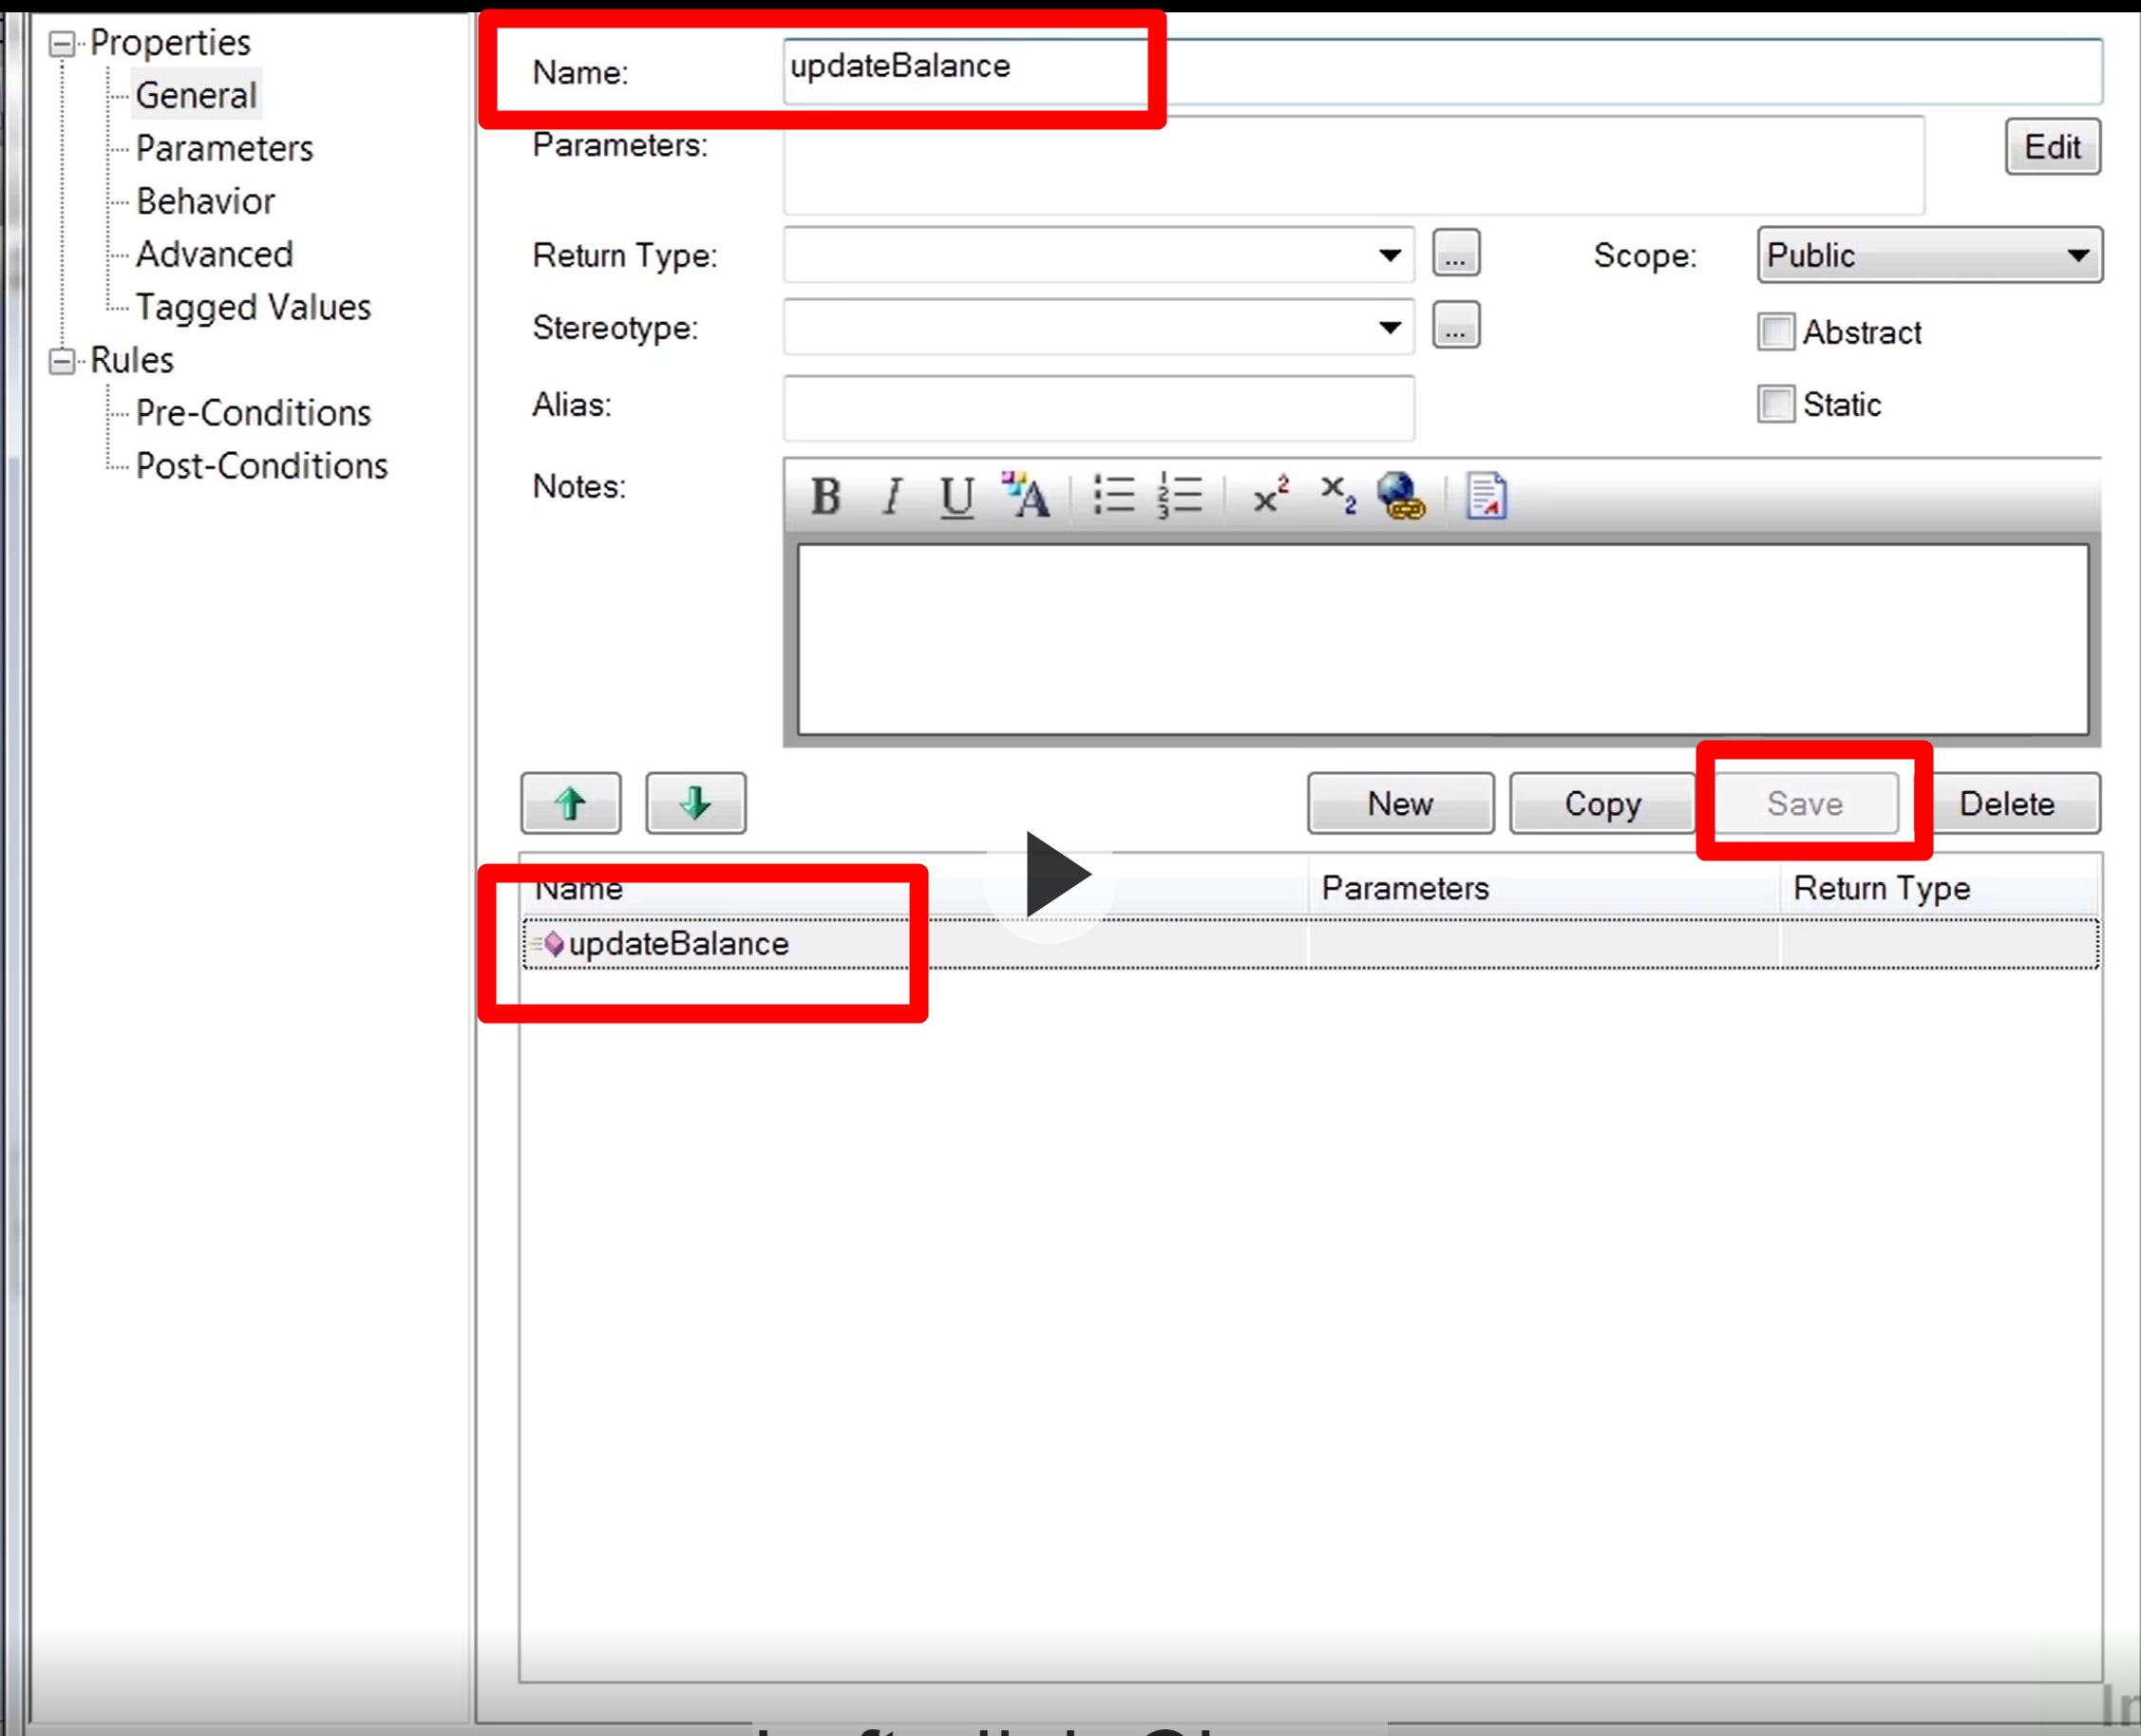 Properties
General
Parameters
Behavior
Advanced
Tagged Values
Rules
Pre-Conditions
Post-Conditions
Name: updateBalance
Parameters: Edit
Return Type: ... Scope: Public
Stereotype: ... Abstract
Alias: Static
Notes:
New Copy Save Delete
Name Parameters Return Type
updateBalance